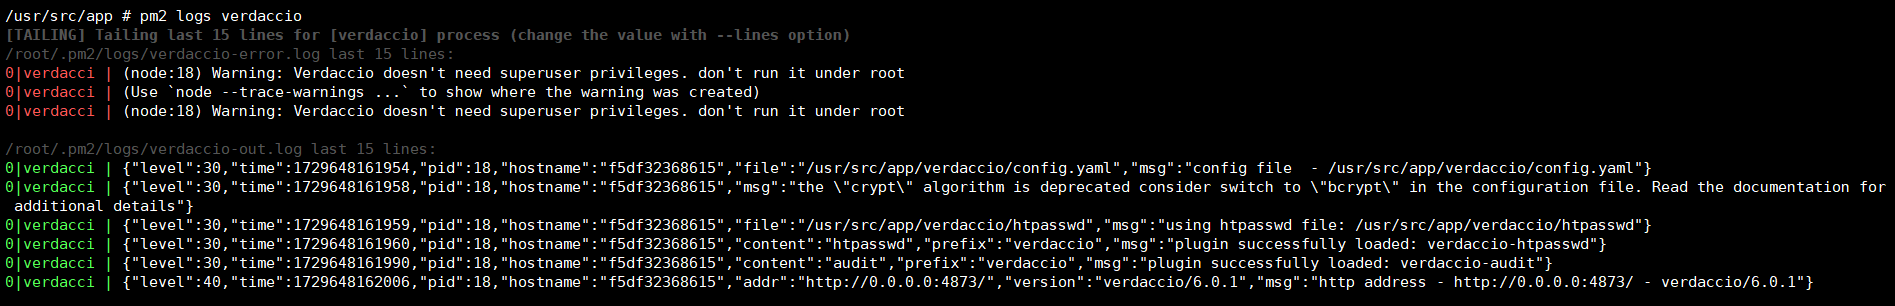 /usr/src/app # pm2 logs verdaccio
[TAILING] Tailing last 15 lines for [verdaccio] process (change the value with --lines option)
/root/.pm2/logs/verdaccio-error.log last 15 lines:
0|verdacci | (node:18) Warning: Verdaccio doesn't need superuser privileges. don't run it under root
0|verdacci | (Use `node --trace-warnings ...` to show where the warning was created)
0|verdacci | (node:18) Warning: Verdaccio doesn't need superuser privileges. don't run it under root
/root/.pm2/logs/verdaccio-out.log last 15 lines:
0|verdacci | {"level":30,"time":1729648161954,"pid":18,"hostname":"f5df32368615","file":"/usr/src/app/verdaccio/config.yaml","msg":"config file  - /usr/src/app/verdaccio/config.yaml"}
0|verdacci | {"level":30,"time":1729648161958,"pid":18,"hostname":"f5df32368615","msg":"the \"crypt\" algorithm is deprecated consider switch to \"bcrypt\" in the configuration file. Read the documentation for
 additional details"}
0|verdacci | {"level":30,"time":1729648161959,"pid":18,"hostname":"f5df32368615","file":"/usr/src/app/verdaccio/htpasswd","msg":"using htpasswd file: /usr/src/app/verdaccio/htpasswd"}
0|verdacci | {"level":30,"time":1729648161960,"pid":18,"hostname":"f5df32368615","content":"htpasswd","prefix":"verdaccio","msg":"plugin successfully loaded: verdaccio-htpasswd"}
0|verdacci | {"level":30,"time":1729648161990,"pid":18,"hostname":"f5df32368615","content":"audit","prefix":"verdaccio","msg":"plugin successfully loaded: verdaccio-audit"}
0|verdacci | {"level":40,"time":1729648162006,"pid":18,"hostname":"f5df32368615","addr":"http://0.0.0.0:4873/","version":"verdaccio/6.0.1","msg":"http address - http://0.0.0.0:4873/ - verdaccio/6.0.1"}